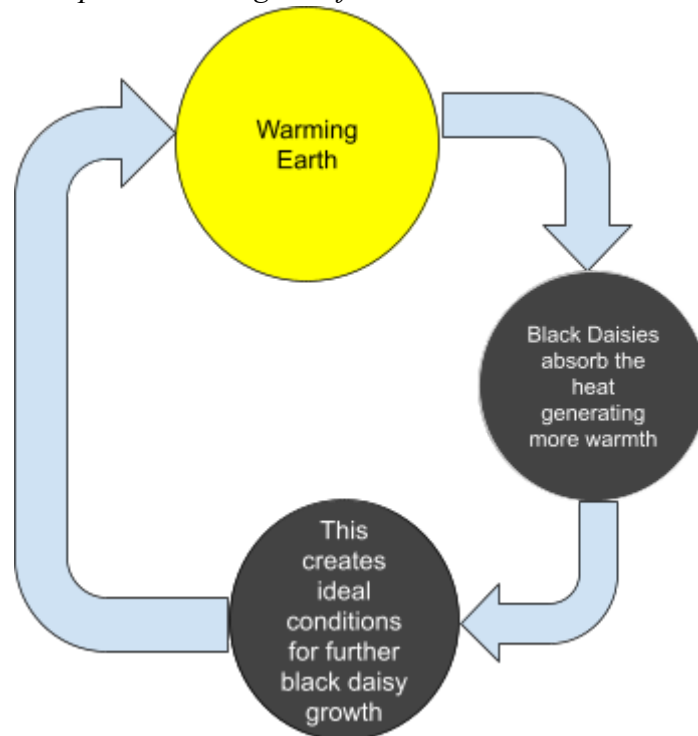 Warming
Earth
Black Daisies
absorb the
heat
generating
more warmth
This
creates
ideal
conditions
for further
black daisy
growth